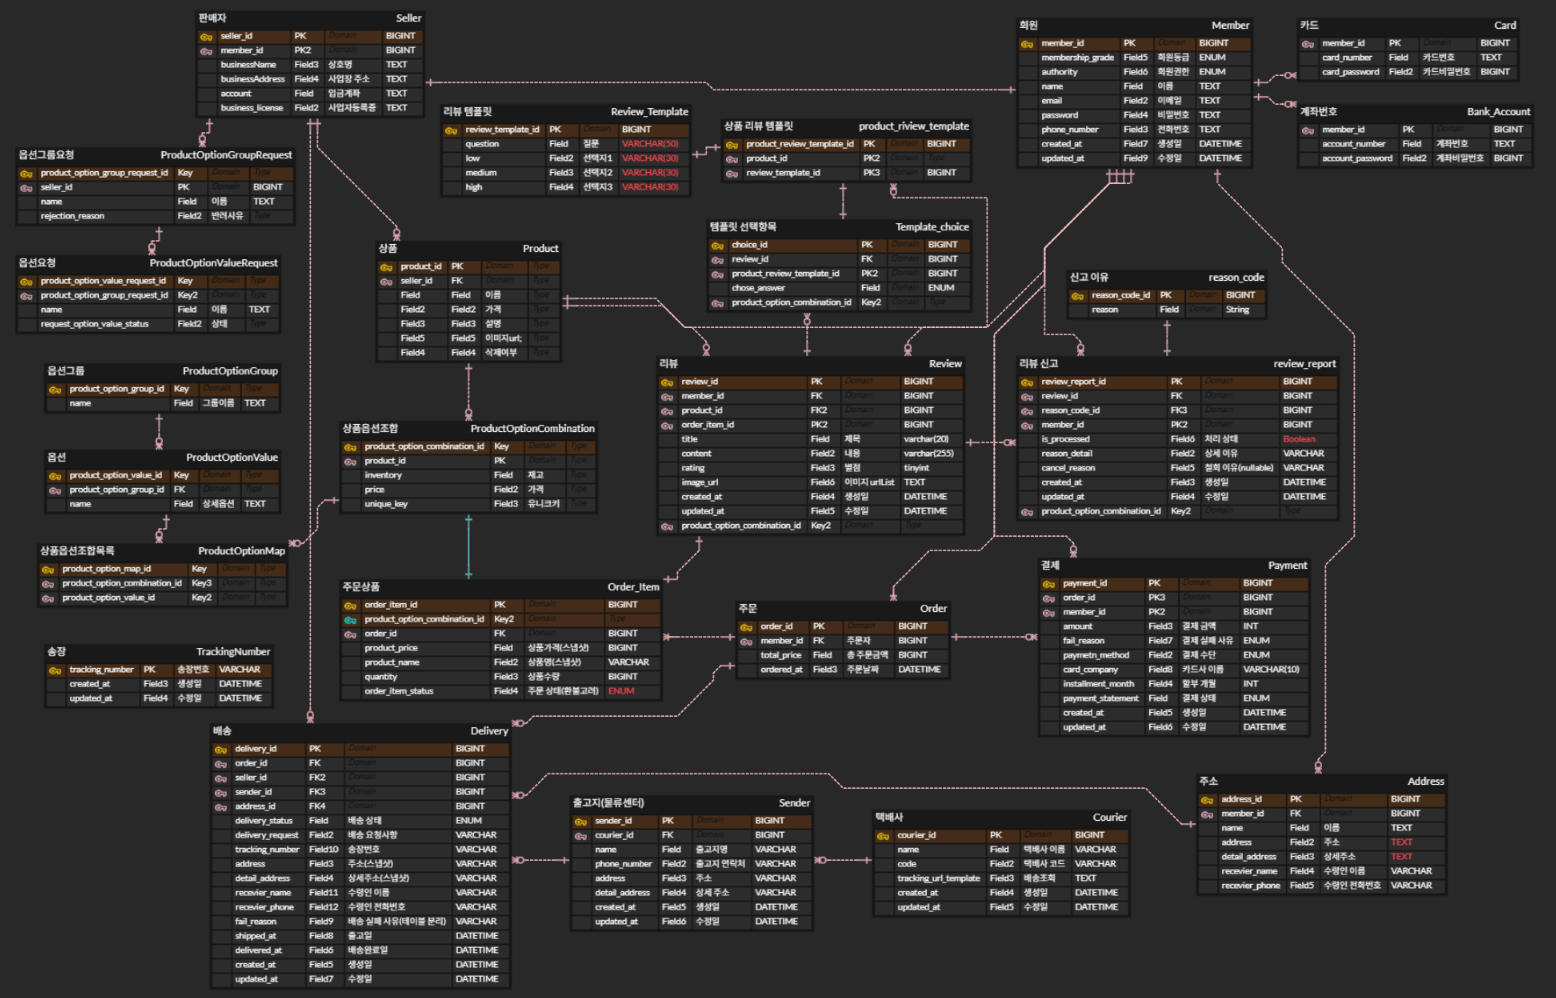 판매자 Seller
seller_id PK Domain BIGINT
member_id PK2 Domain BIGINT
businessName Field3 상호명 TEXT
businessAddress Field4 사업장 주소 TEXT
account Field 입금계좌 TEXT
business_license Field2 사업자등록증 TEXT
회원 Member
member_id PK Domain BIGINT
membership_grade Field5 회원등급 ENUM
authority Field6 회원권한 ENUM
name Field 이름 TEXT
email Field2 이메일 TEXT
password Field4 비밀번호 TEXT
phone_number Field3 전화번호 TEXT
created_at Field7 생성일 DATETIME
updated_at Field9 수정일 DATETIME
카드 Card
member_id PK Domain BIGINT
card_number Field 카드번호 TEXT
card_password Field2 카드비밀번호 BIGINT
계좌번호 Bank_Account
member_id PK Domain BIGINT
account_number Field 계좌번호 TEXT
account_password Field2 계좌비밀번호 BIGINT
리뷰 템플릿 Review_Template
review_template_id PK Domain BIGINT
question Field 질문 VARCHAR(50)
low Field2 선택지1 VARCHAR(30)
medium Field3 선택지2 VARCHAR(30)
high Field4 선택지3 VARCHAR(30)
상품 리뷰 템플릿 product_riview_template
product_review_template_id PK Domain BIGINT
product_id PK2 Domain Type
review_template_id PK3 Domain BIGINT
옵션그룹요청 ProductOptionGroupRequest
product_option_group_request_id Key Domain Type
seller_id PK Domain BIGINT
name Field 이름 TEXT
rejection_reason Field2 반려사유 Type
옵션요청 ProductOptionValueRequest
product_option_value_request_id Key Domain Type
product_option_group_request_id Key2 Domain Type
name Field 이름 TEXT
request_option_value_status Field2 상태 Type
상품 Product
product_id PK Domain Type
seller_id FK Domain Type
Field Field 이름 Type
Field2 Field2 가격 Type
Field3 Field3 설명 Type
Field5 Field5 이미지url; Type
Field4 Field4 삭제여부 Type
템플릿 선택항목 Template_choice
choice_id PK Domain BIGINT
review_id FK Domain BIGINT
product_review_template_id PK2 Domain BIGINT
chose_answer Field Domain ENUM
product_option_combination_id Key2 Domain Type
신고 이유 reason_code
reason_code_id PK Domain BIGINT
reason Field Domain String
옵션그룹 ProductOptionGroup
product_option_group_id Key Domain Type
name Field 그룹이름 TEXT
옵션 ProductOptionValue
product_option_value_id Key Domain Type
product_option_group_id FK Domain Type
name Field 상세옵션 TEXT
상품옵션조합 ProductOptionCombination
product_option_combination_id Key Domain Type
product_id PK Domain Type
inventory Field 재고 Type
price Field2 가격 Type
unique_key Field3 유니크키 Type
리뷰 Review
review_id PK Domain BIGINT
member_id FK Domain BIGINT
product_id FK2 Domain BIGINT
order_item_id PK2 Domain BIGINT
title Field 제목 varchar(20)
content Field2 내용 varchar(255)
rating Field3 별점 tinyint
image_url Field6 이미지 urlList TEXT
created_at Field4 생성일 DATETIME
updated_at Field5 수정일 DATETIME
product_option_combination_id Key2 Domain Type
리뷰 신고 review_report
review_report_id PK Domain BIGINT
review_id FK Domain BIGINT
reason_code_id FK3 Domain BIGINT
member_id PK2 Domain BIGINT
is_processed Field6 처리 상태 Boolean
reason_detail Field2 상세 이유 VARCHAR
cancel_reason Field5 철회 이유(nullable) VARCHAR
created_at Field3 생성일 DATETIME
updated_at Field4 수정일 DATETIME
product_option_combination_id Key2 Domain Type
상품옵션조합목록 ProductOptionMap
product_option_map_id Key Domain Type
product_option_combination_id Key3 Domain Type
product_option_value_id Key2 Domain Type
송장 TrackingNumber
tracking_number PK 송장번호 VARCHAR
created_at Field3 생성일 DATETIME
updated_at Field4 수정일 DATETIME
주문상품 Order_Item
order_item_id PK Domain BIGINT
product_option_combination_id Key2 Domain Type
order_id FK Domain BIGINT
product_price Field 상품가격(스냅샷) BIGINT
product_name Field2 상품명(스냅샷) VARCHAR
quantity Field3 상품수량 BIGINT
order_item_status Field4 주문 상태(환불고려) ENUM
주문 Order
order_id PK Domain BIGINT
member_id FK 주문자 BIGINT
total_price Field 총 주문금액 BIGINT
ordered_at Field3 주문날짜 DATETIME
결제 Payment
payment_id PK Domain BIGINT
order_id PK3 Domain BIGINT
member_id PK2 Domain BIGINT
amount Field3 결제 금액 INT
fail_reason Field7 결제 실패 사유 ENUM
paymetn_method Field2 결제 수단 ENUM
card_company Field8 카드사 이름 VARCHAR(10)
installment_month Field4 할부 개월 INT
payment_statement Field 결제 상태 ENUM
created_at Field5 생성일 DATETIME
updated_at Field6 수정일 DATETIME
배송 Delivery
delivery_id PK Domain BIGINT
order_id FK Domain BIGINT
seller_id FK2 Domain BIGINT
sender_id FK3 Domain BIGINT
address_id FK4 Domain BIGINT
delivery_status Field 배송 상태 ENUM
delivery_request Field2 배송 요청사항 VARCHAR
tracking_number Field10 송장번호 VARCHAR
address Field3 주소(스냅샷) VARCHAR
detail_address Field4 상세주소(스냅샷) VARCHAR
recevier_name Field11 수령인 이름 VARCHAR
recevier_phone Field12 수령인 전화번호 VARCHAR
fail_reason Field9 배송 실패 사유(테이블 분리) VARCHAR
shipped_at Field8 출고일 DATETIME
delivered_at Field6 배송완료일 DATETIME
created_at Field5 생성일 DATETIME
updated_at Field7 수정일 DATETIME
출고지(물류센터) Sender
sender_id PK Domain BIGINT
courier_id FK Domain BIGINT
name Field 출고지명 VARCHAR
phone_number Field2 출고지 연락처 VARCHAR
address Field3 주소 VARCHAR
detail_address Field4 상세 주소 VARCHAR
created_at Field5 생성일 DATETIME
updated_at Field6 수정일 DATETIME
택배사 Courier
courier_id PK Domain BIGINT
name Field 택배사 이름 VARCHAR
code Field2 택배사 코드 VARCHAR
tracking_url_template Field3 배송조회 TEXT
created_at Field4 생성일 DATETIME
updated_at Field5 수정일 DATETIME
주소 Address
address_id PK Domain BIGINT
member_id FK Domain BIGINT
name Field 이름 TEXT
address Field2 주소 TEXT
detail_address Field3 상세주소 TEXT
recevier_name Field4 수령인 이름 VARCHAR
recevier_phone Field5 수령인 전화번호 VARCHAR